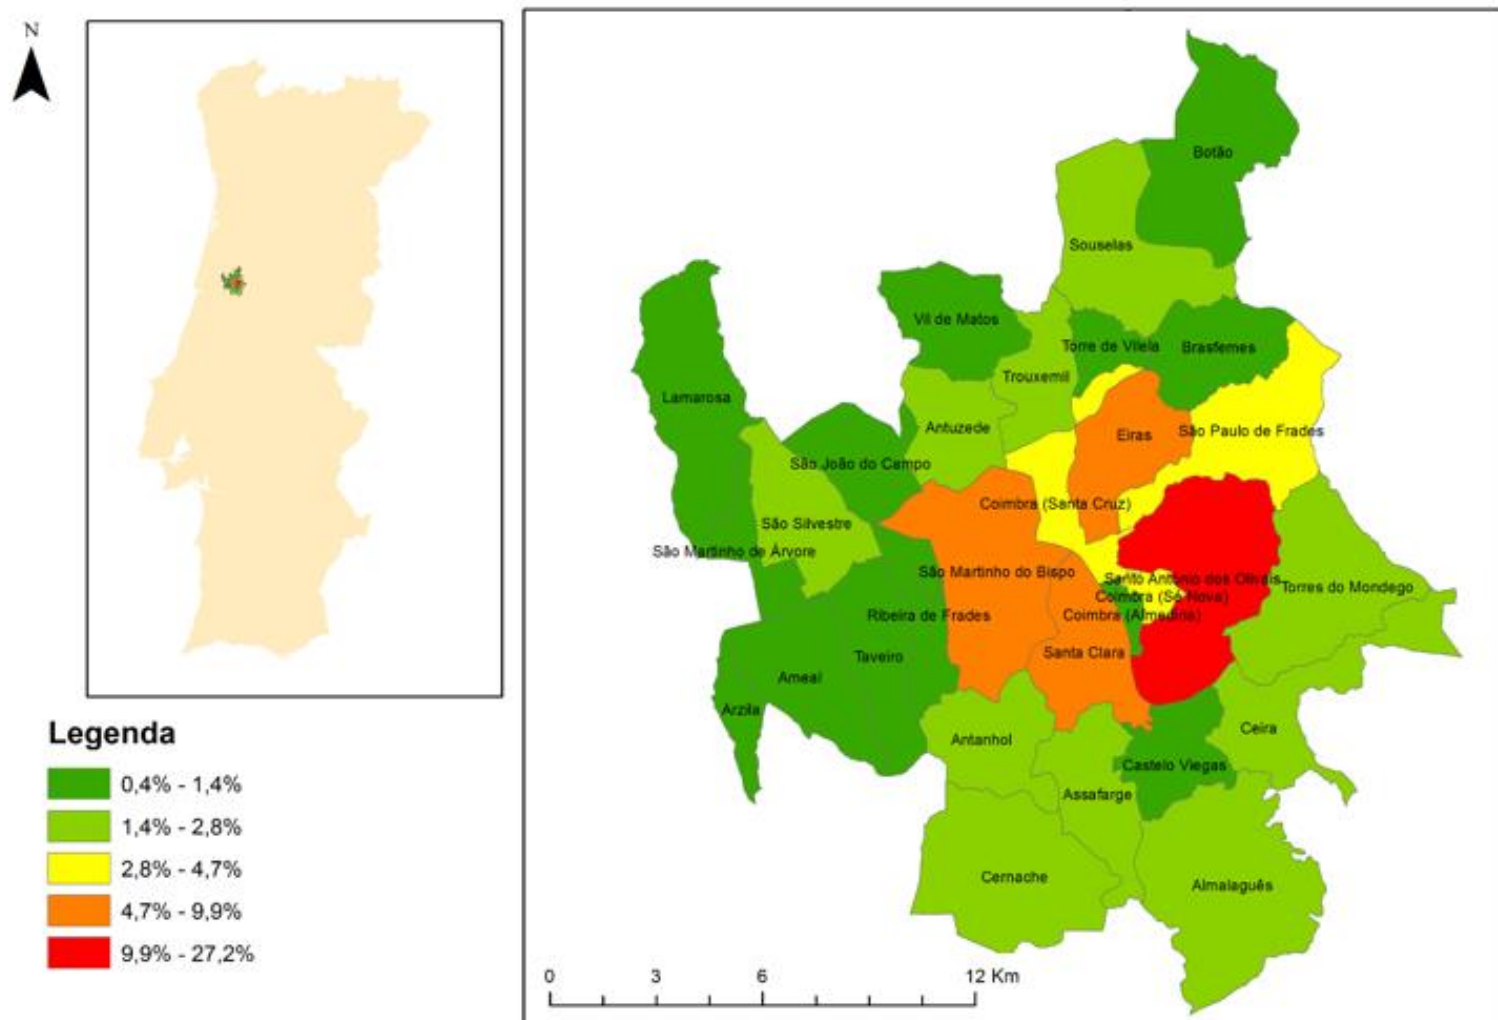 N
Botão
Souselas
Vil de Matos
Torre de Vilela
Brasfemes
Trouxemil
Lamarosa
Antuzede
Eiras
São Paulo de Frades
São João do Campo
Coimbra (Santa Cruz)
São Silvestre
São Martinho de Árvore
São Martinho do Bispo
Santo António dos Olivais
Torres do Mondego
Coimbra (Sé Nova)
Ribeira de Frades
Coimbra (Almedina)
Santa Clara
Taveiro
Ameal
Arzila
Antanhol
Ceira
Castelo Viegas
Assafarge
Cernache
Almalaguês
Legenda
0,4% - 1,4%
1,4% - 2,8%
2,8% - 4,7%
4,7% - 9,9%
9,9% - 27,2%
0 3 6 12 Km